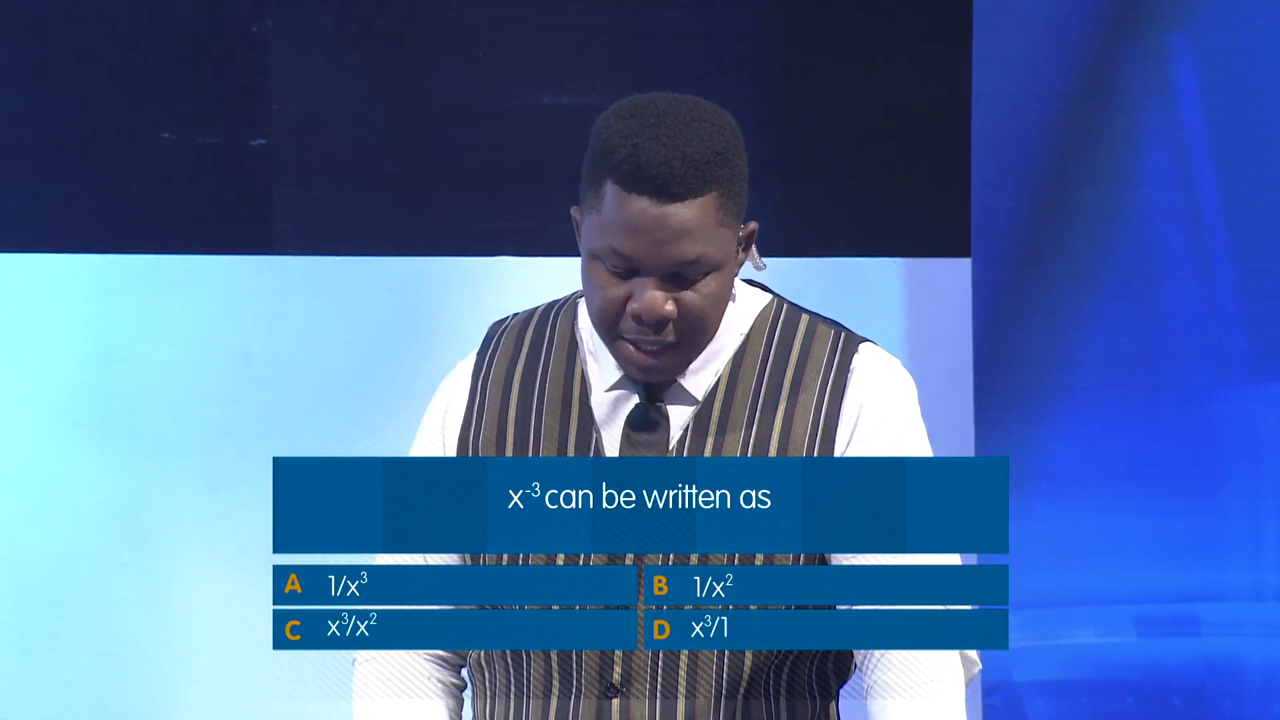 x⁻³ can be written as
A 1/x³
B 1/x²
C x³/x²
D x³/1